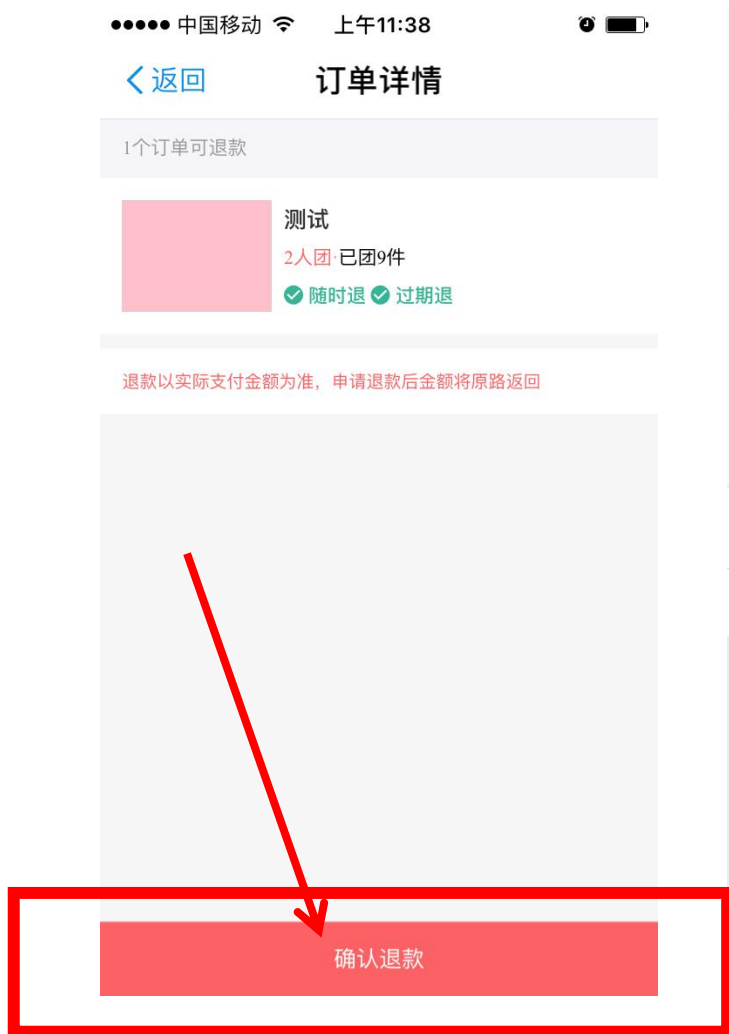 中国移动 上午11:38
返回 订单详情
1个订单可退款
测试
2人团·已团9件
随时退 过期退
退款以实际支付金额为准，申请退款后金额将原路返回
确认退款